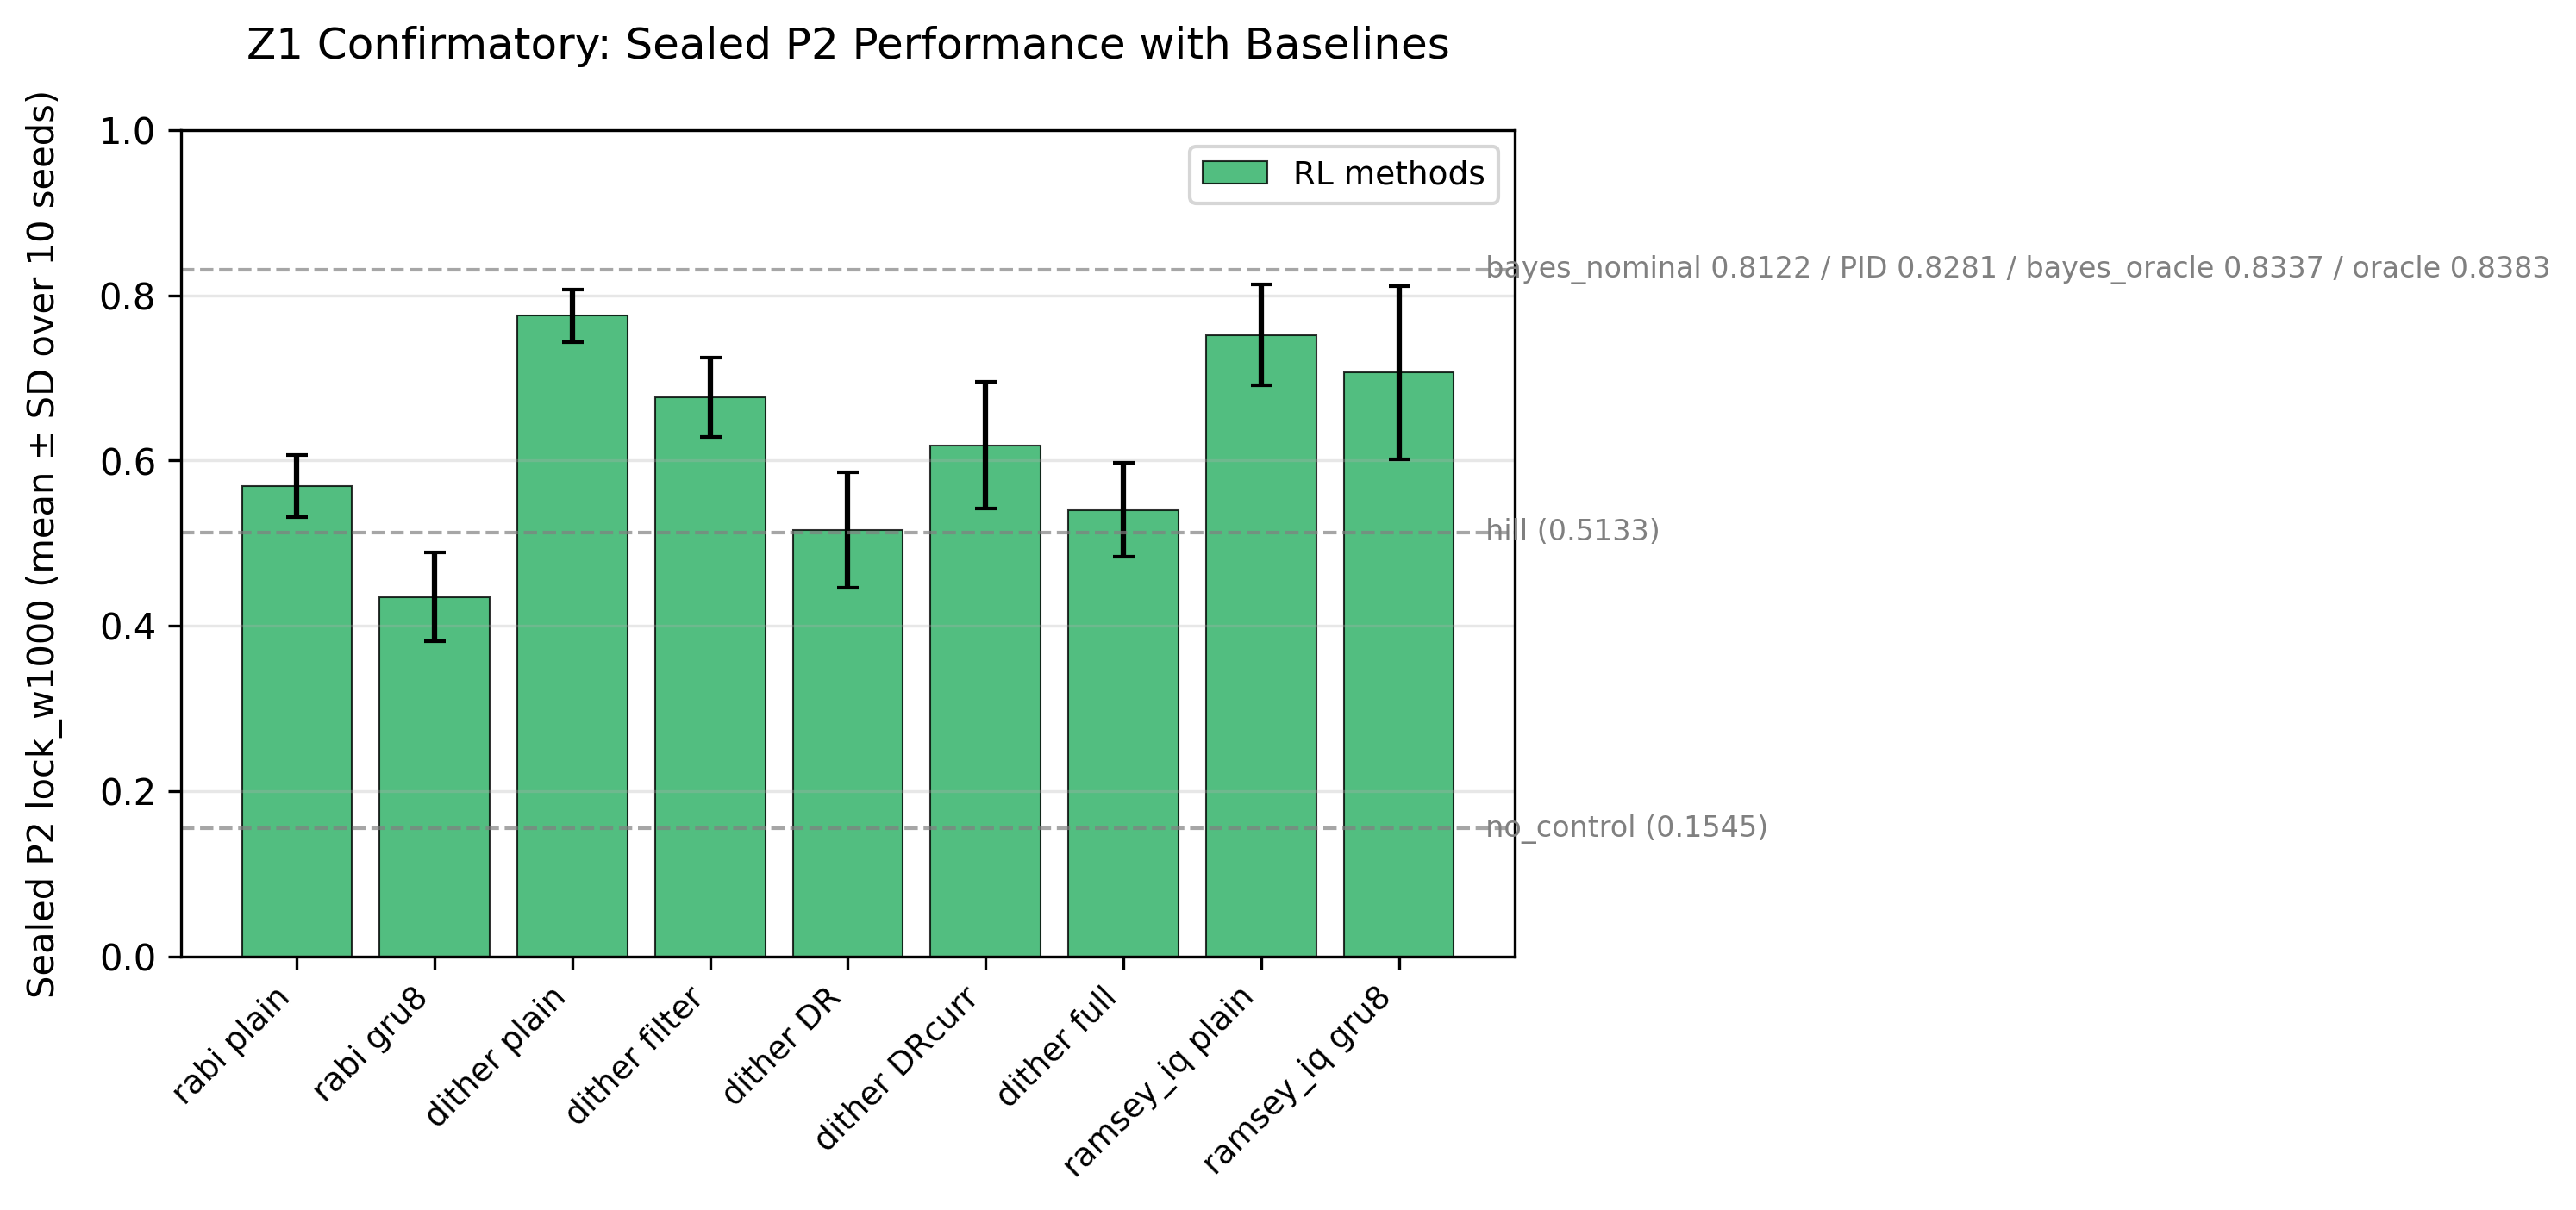 Z1 Confirmatory: Sealed P2 Performance with Baselines
Sealed P2 lock_w1000 (mean ± SD over 10 seeds)
1.0
0.8
0.6
0.4
0.2
0.0
RL methods
bayes_nominal 0.8122 / PID 0.8281 / bayes_oracle 0.8337 / oracle 0.8383
hill (0.5133)
no_control (0.1545)
rabi plain
rabi gru8
dither plain
dither filter
dither DR
dither DRcurr
dither full
ramsey_iq plain
ramsey_iq gru8